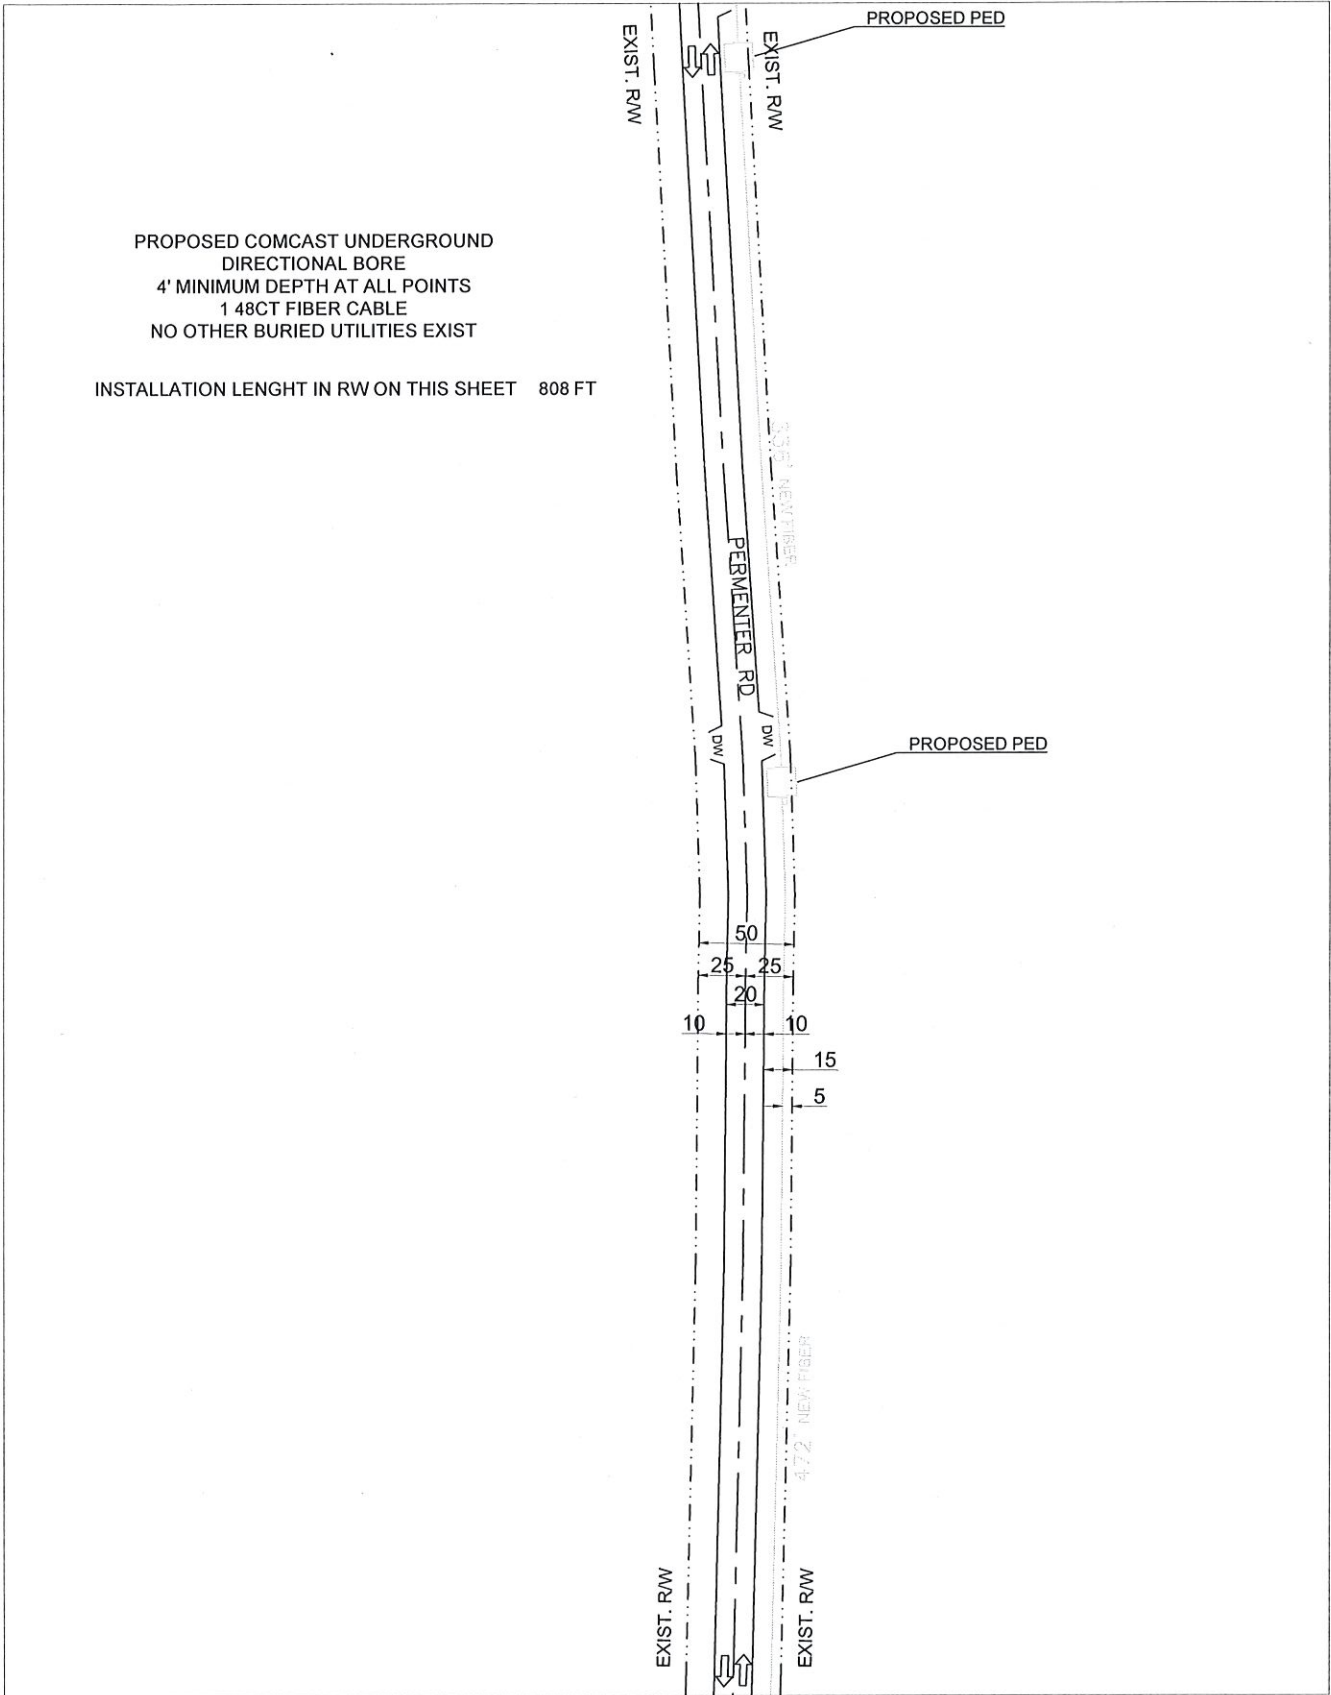 PROPOSED PED
EXIST. R/W
EXIST. R/W
PROPOSED COMCAST UNDERGROUND
DIRECTIONAL BORE
4' MINIMUM DEPTH AT ALL POINTS
1 48CT FIBER CABLE
NO OTHER BURIED UTILITIES EXIST
INSTALLATION LENGHT IN RW ON THIS SHEET 808 FT
336' NEW FIBER
PERMENTER RD
DW
DW
PROPOSED PED
50
25 25
20
10 10
15
5
472' NEW FIBER
EXIST. R/W
EXIST. R/W